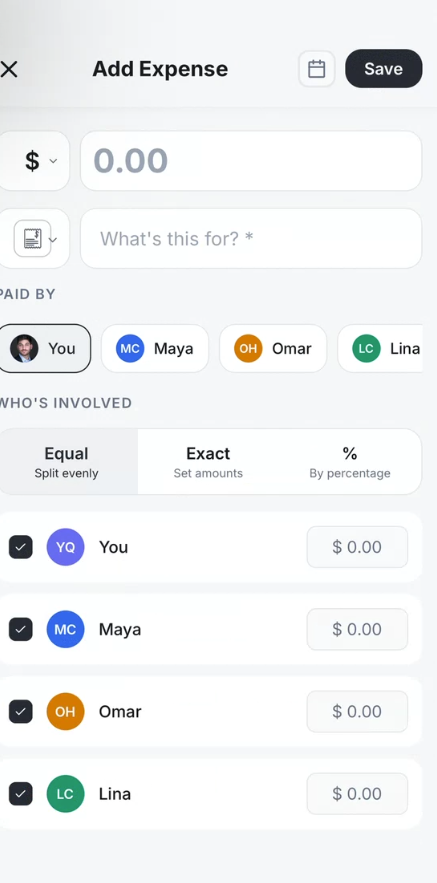 Add Expense
Save
$
0.00
What's this for? *
PAID BY
You
MC Maya
OH Omar
LC Lina
WHO'S INVOLVED
Equal
Split evenly
Exact
Set amounts
%
By percentage
YQ You $ 0.00
MC Maya $ 0.00
OH Omar $ 0.00
LC Lina $ 0.00